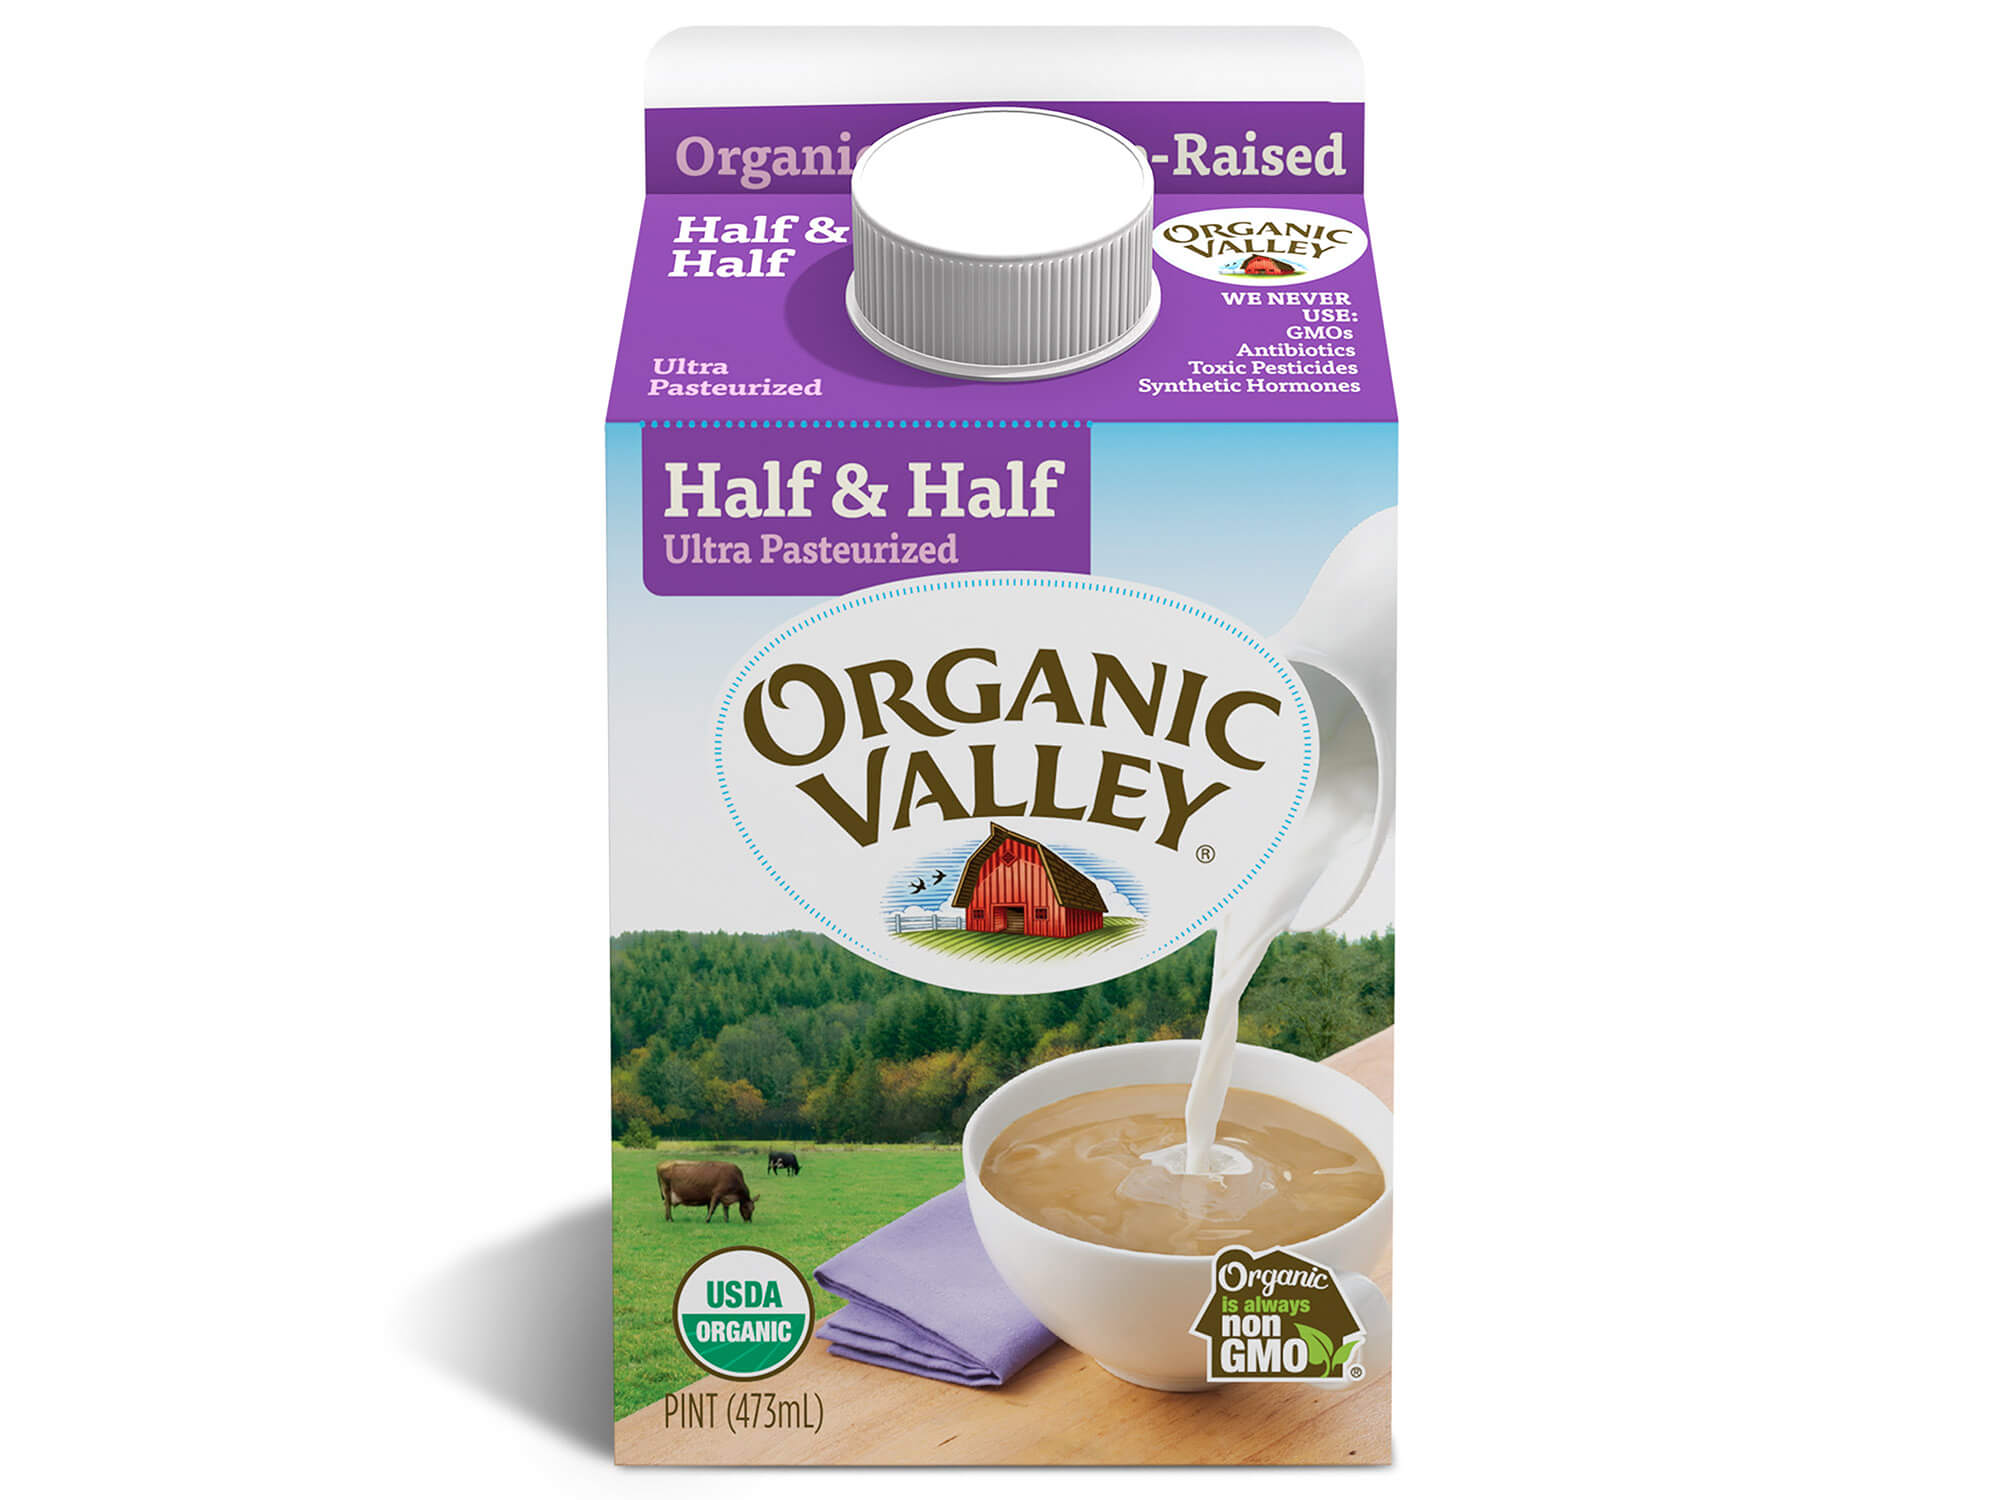 Organic -Raised
Half &
Half
ORGANIC
VALLEY
WE NEVER
USE:
GMOs
Antibiotics
Toxic Pesticides
Synthetic Hormones
Ultra
Pasteurized
Half & Half
Ultra Pasteurized
ORGANIC
VALLEY®
USDA
ORGANIC
Organic
is always
non
GMO®
PINT (473mL)